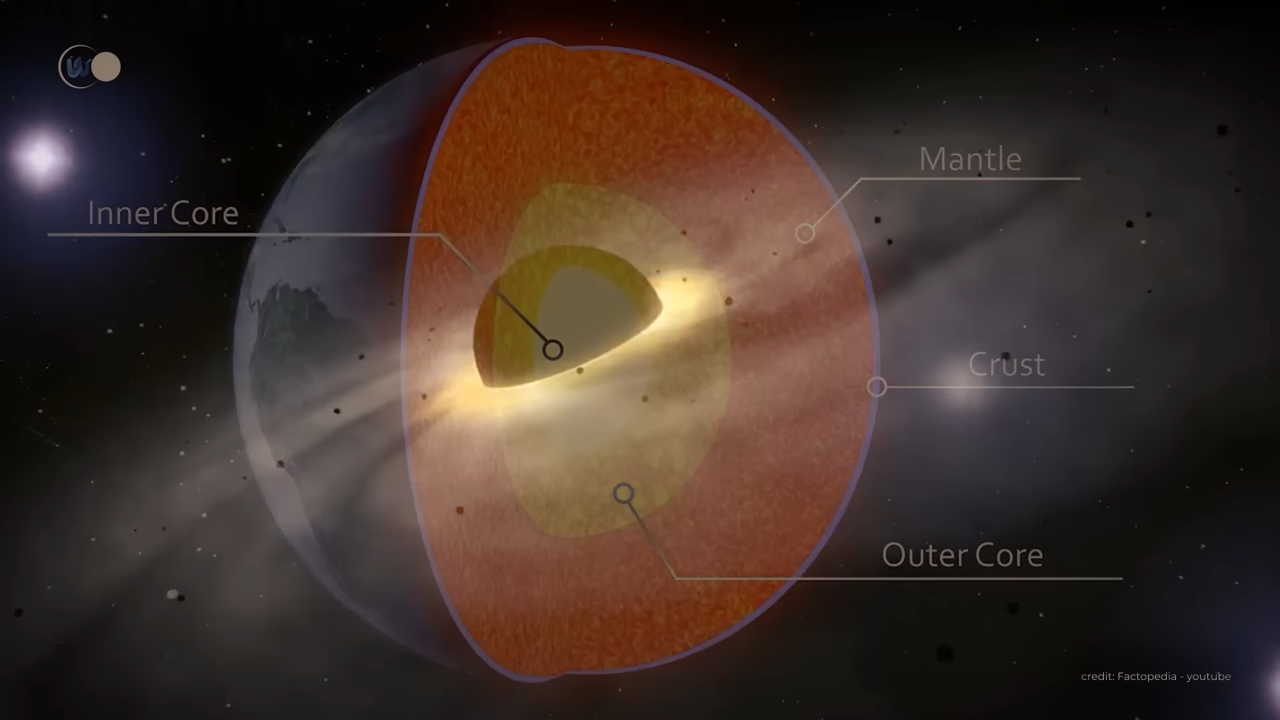 Mantle
Inner Core
Crust
Outer Core
credit: Factopedia - youtube